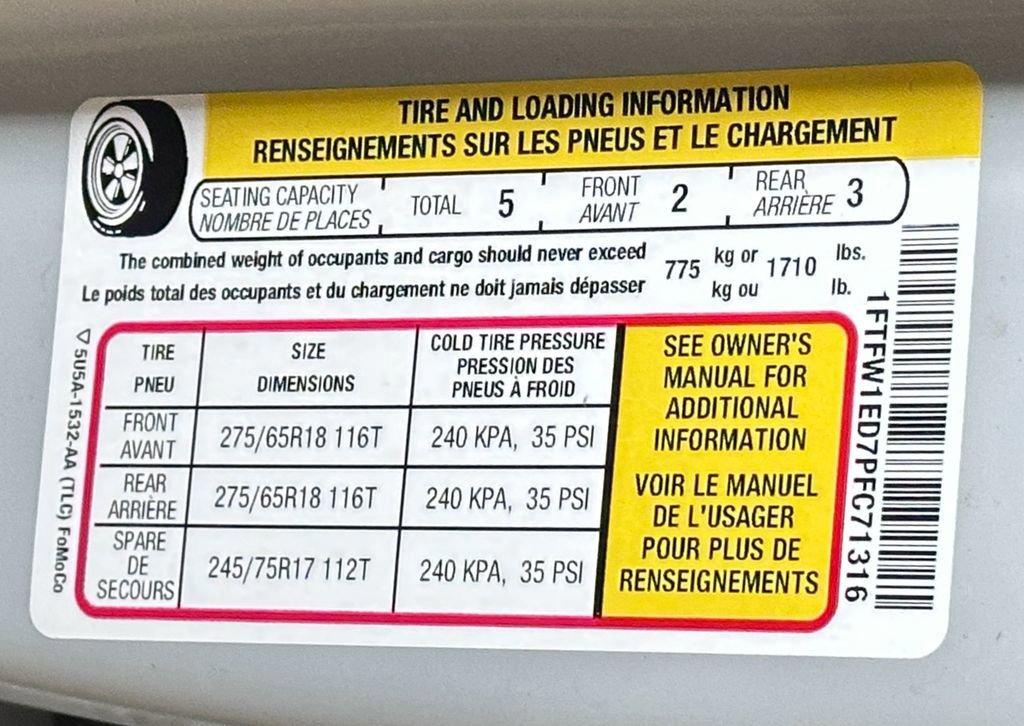 TIRE AND LOADING INFORMATION
RENSEIGNEMENTS SUR LES PNEUS ET LE CHARGEMENT
SEATING CAPACITY
NOMBRE DE PLACES
TOTAL 5
FRONT
AVANT
2
REAR
ARRIÈRE
3
The combined weight of occupants and cargo should never exceed
Le poids total des occupants et du chargement ne doit jamais dépasser
775
kg or
kg ou
1710
lbs.
lb.
TIRE
PNEU
SIZE
DIMENSIONS
COLD TIRE PRESSURE
PRESSION DES
PNEUS À FROID
FRONT
AVANT
275/65R18 116T
240 KPA, 35 PSI
REAR
ARRIÈRE
275/65R18 116T
240 KPA, 35 PSI
SPARE
DE
SECOURS
245/75R17 112T
240 KPA, 35 PSI
SEE OWNER'S
MANUAL FOR
ADDITIONAL
INFORMATION
VOIR LE MANUEL
DE L'USAGER
POUR PLUS DE
RENSEIGNEMENTS
5U5A-1532-AA (TLC) FoMoCo
1FTFW1ED7PFC71316